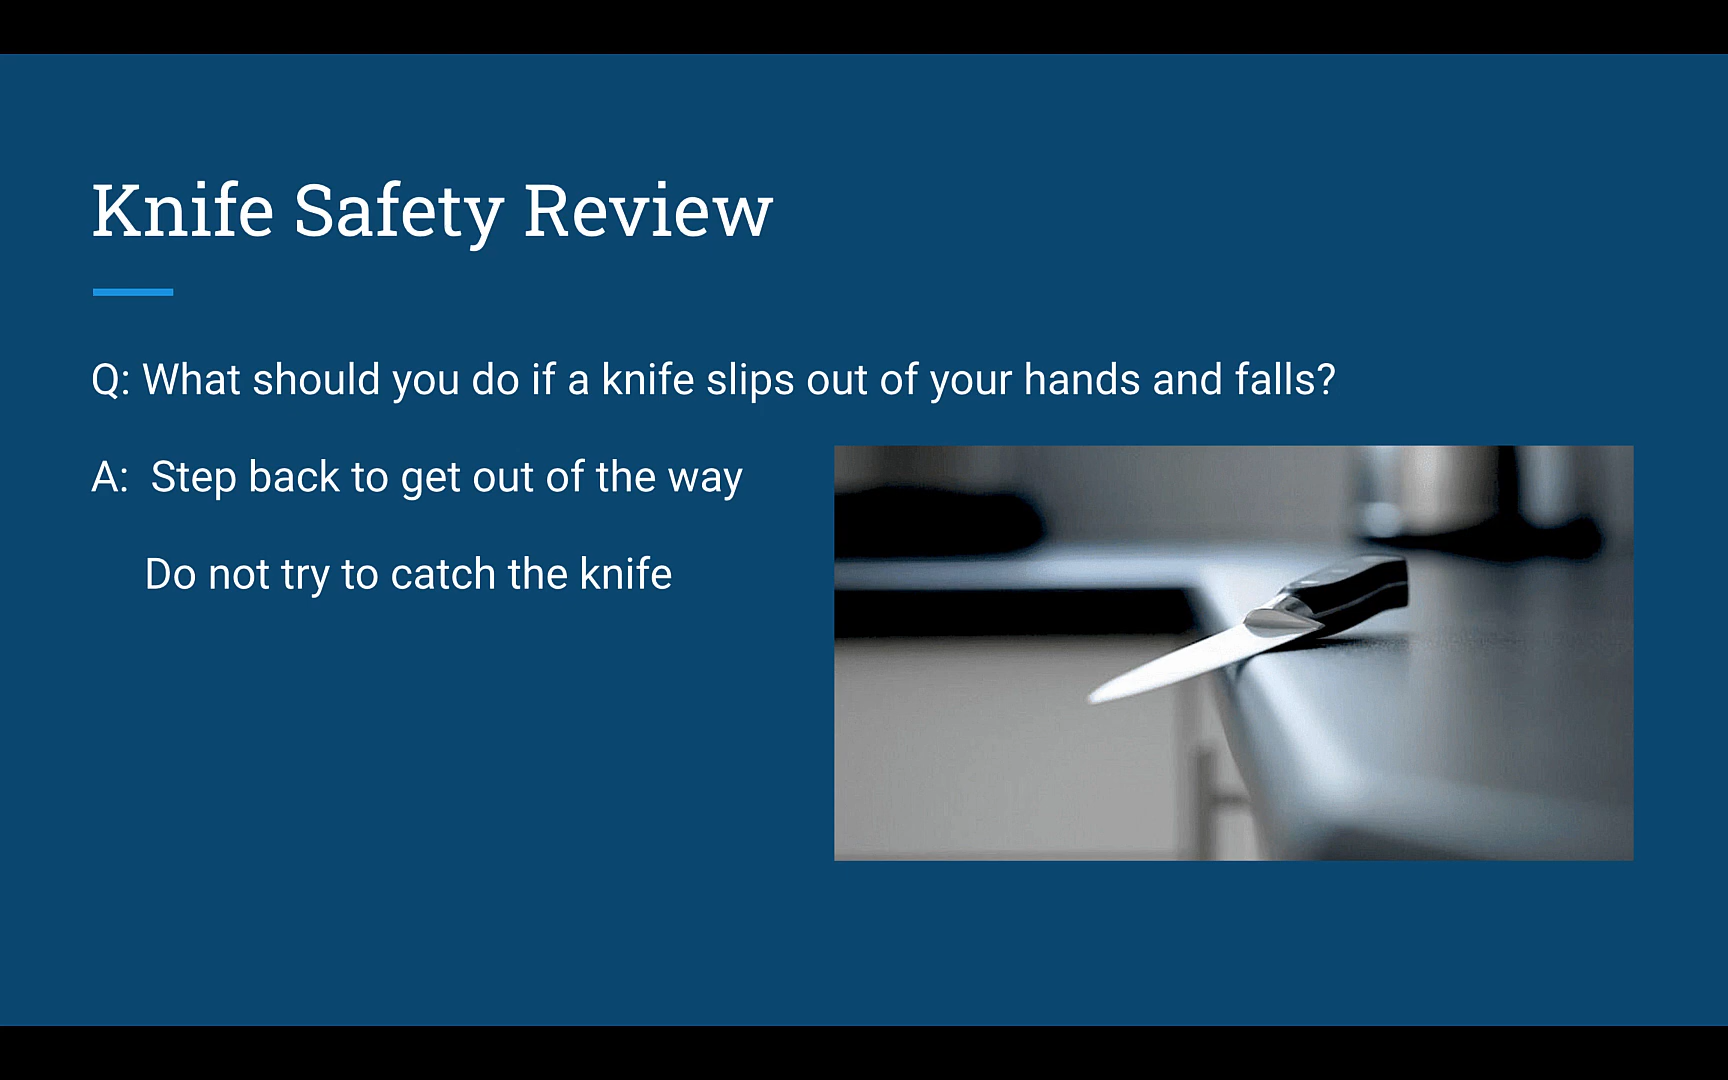 Knife Safety Review
Q: What should you do if a knife slips out of your hands and falls?
A:  Step back to get out of the way
Do not try to catch the knife